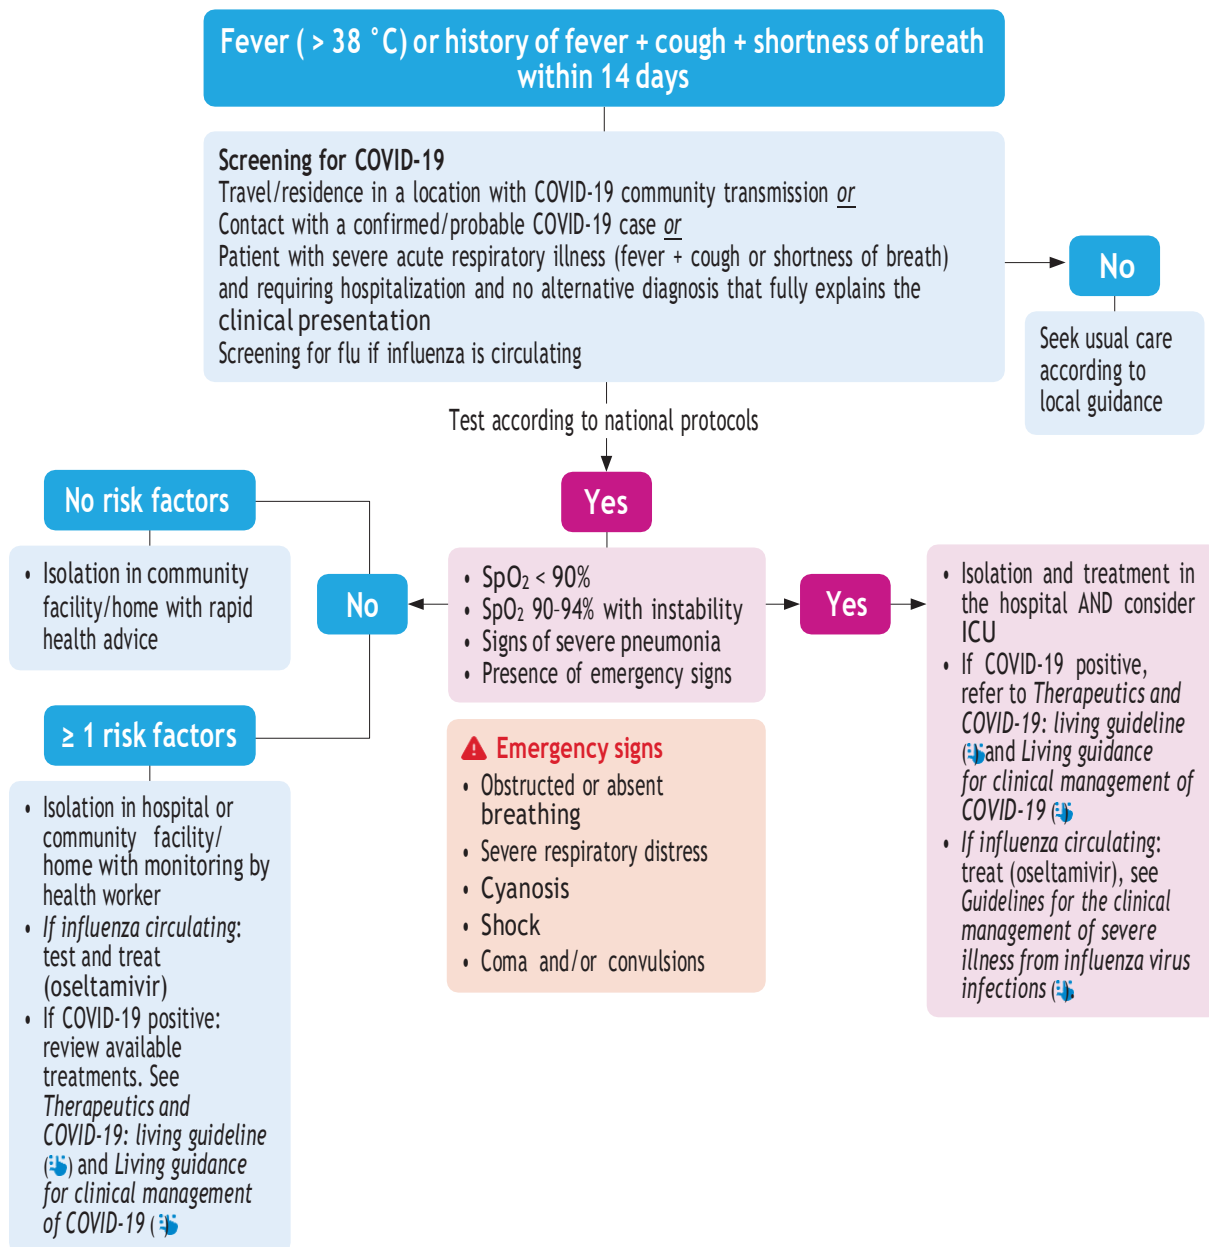 Fever ( > 38 °C) or history of fever + cough + shortness of breath
within 14 days
Screening for COVID-19
Travel/residence in a location with COVID-19 community transmission or
Contact with a confirmed/probable COVID-19 case or
Patient with severe acute respiratory illness (fever + cough or shortness of breath)
and requiring hospitalization and no alternative diagnosis that fully explains the
clinical presentation
Screening for flu if influenza is circulating
No
Seek usual care
according to
local guidance
Test according to national protocols
Yes
• SpO₂ < 90%
• SpO₂ 90-94% with instability
• Signs of severe pneumonia
• Presence of emergency signs
No
No risk factors
• Isolation in community
facility/home with rapid
health advice
≥ 1 risk factors
• Isolation in hospital or
community facility/
home with monitoring by
health worker
• If influenza circulating:
test and treat
(oseltamivir)
• If COVID-19 positive:
review available
treatments. See
Therapeutics and
COVID-19: living guideline
() and Living guidance
for clinical management
of COVID-19 ()
Emergency signs
• Obstructed or absent
breathing
• Severe respiratory distress
• Cyanosis
• Shock
• Coma and/or convulsions
Yes
• Isolation and treatment in
the hospital AND consider
ICU
• If COVID-19 positive,
refer to Therapeutics and
COVID-19: living guideline
() and Living guidance
for clinical management of
COVID-19 ().
• If influenza circulating:
treat (oseltamivir), see
Guidelines for the clinical
management of severe
illness from influenza virus
infections ().